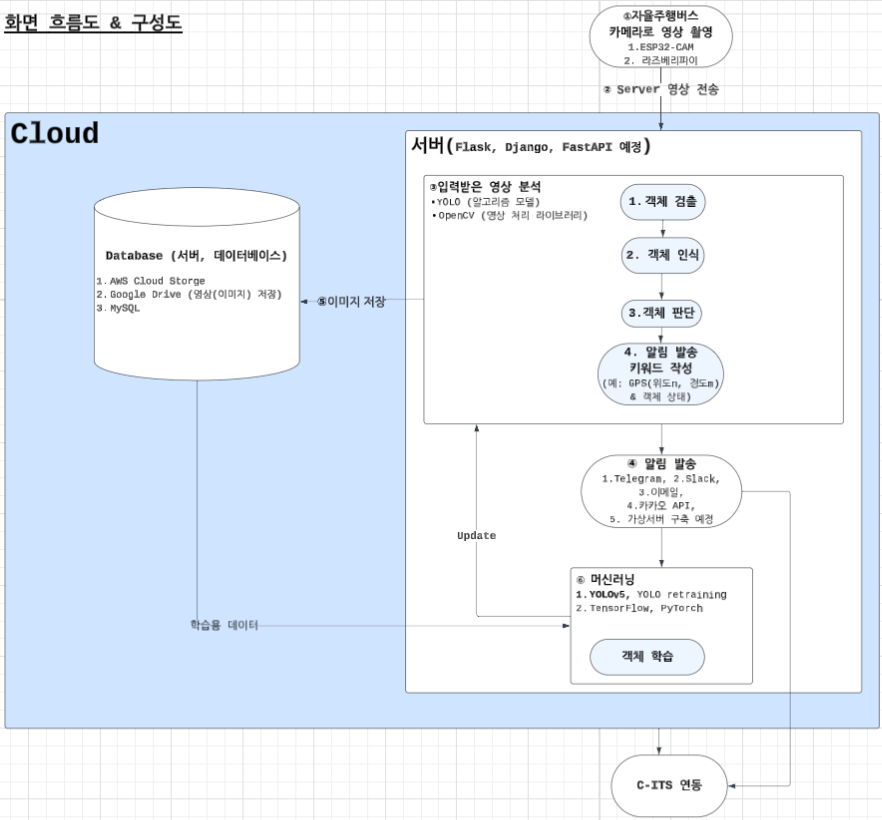 화면 흐름도 & 구성도
①자율주행버스
카메라로 영상 촬영
1.ESP32-CAM
2. 라즈베리파이
② Server 영상 전송
Cloud
서버(Flask, Django, FastAPI 예정)
③입력받은 영상 분석
•YOLO (알고리즘 모델)
•OpenCV (영상 처리 라이브러리)
1.객체 검출
2. 객체 인식
3.객체 판단
4. 알림 발송
키워드 작성
(예: GPS(위도n, 경도m)
& 객체 상태)
Database (서버, 데이터베이스)
1.AWS Cloud Storge
2.Google Drive (영상(이미지) 저장)
3.MySQL
⑤이미지 저장
④ 알림 발송
1.Telegram, 2.Slack,
3.이메일,
4.카카오 API,
5. 가상서버 구축 예정
Update
⑥ 머신러닝
1.YOLOv5, YOLO retraining
2.TensorFlow, PyTorch
객체 학습
학습용 데이터
C-ITS 연동